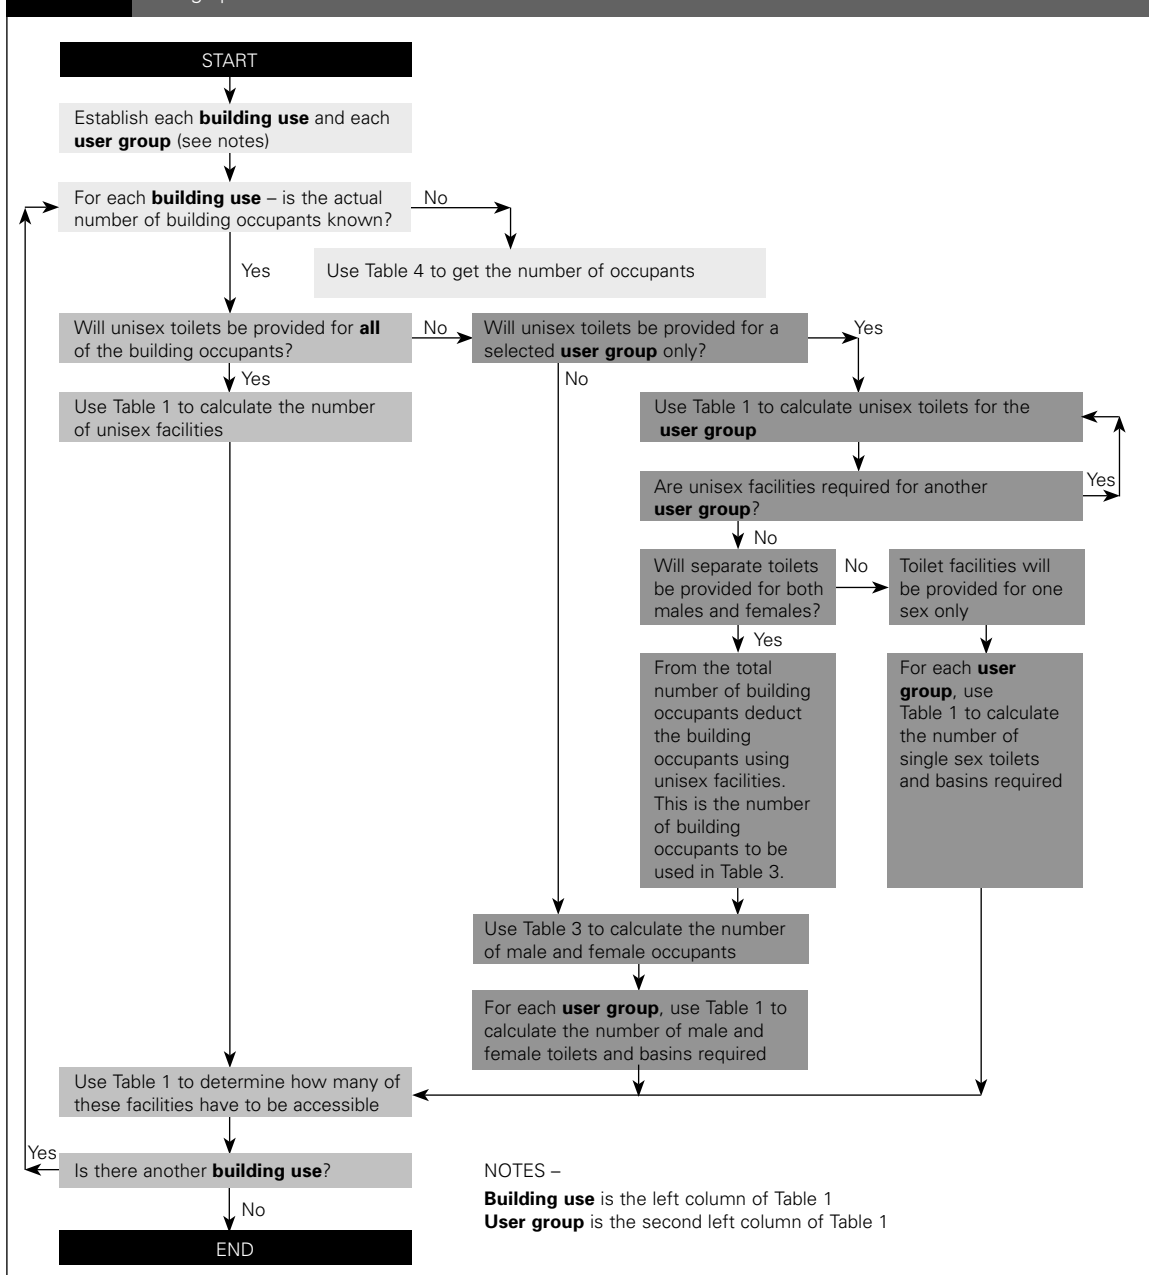 START
Establish each building use and each
user group (see notes)
For each building use – is the actual
number of building occupants known?
No
Yes
Use Table 4 to get the number of occupants
Will unisex toilets be provided for all
of the building occupants?
No
Will unisex toilets be provided for a
selected user group only?
Yes
Yes
No
Use Table 1 to calculate the number
of unisex facilities
Use Table 1 to calculate unisex toilets for the
user group
Are unisex facilities required for another
user group?
Yes
No
Will separate toilets
be provided for both
males and females?
No
Toilet facilities will
be provided for one
sex only
Yes
From the total
number of building
occupants deduct
the building
occupants using
unisex facilities.
This is the number
of building
occupants to be
used in Table 3.
For each user
group, use
Table 1 to calculate
the number of
single sex toilets
and basins required
Use Table 3 to calculate the number
of male and female occupants
For each user group, use Table 1 to
calculate the number of male and
female toilets and basins required
Use Table 1 to determine how many of
these facilities have to be accessible
Yes
Is there another building use?
No
END
NOTES –
Building use is the left column of Table 1
User group is the second left column of Table 1